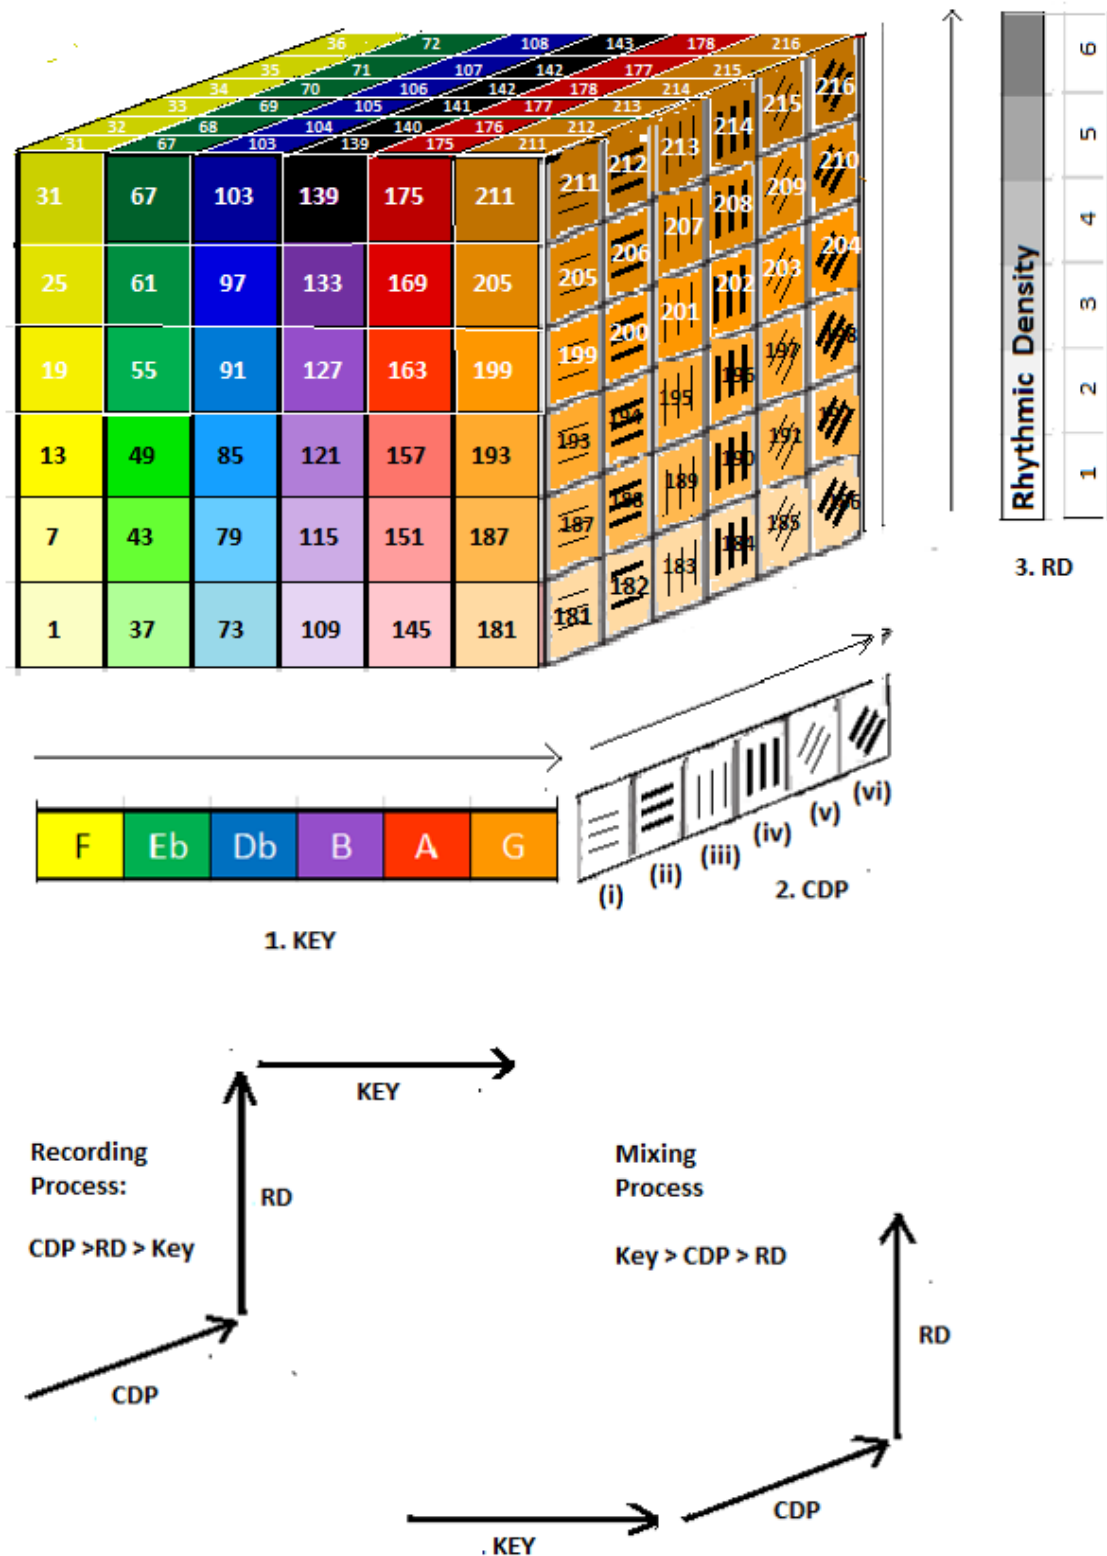 36 72 108 143 178 216
35 71 107 142 177 215
34 70 106 142 178 214
33 69 105 141 177 213
32 68 104 140 176 212
31 67 103 139 175 211
31 67 103 139 175 211 211 212 213 214 215 216
25 61 97 133 169 205 205 206 207 208 209 210
19 55 91 127 163 199 199 200 201 202 203 204
13 49 85 121 157 193 193 194 195 196 197
7 43 79 115 151 187 187 188 189 190 191
1 37 73 109 145 181 181 182 183 184 185
Rhythmic Density
6
5
4
3
2
1
3. RD
F Eb Db B A G
1. KEY
(i) (ii) (iii) (iv) (v) (vi)
2. CDP
Recording
Process:
CDP >RD > Key
KEY
RD
CDP
Mixing
Process
Key > CDP > RD
RD
CDP
KEY